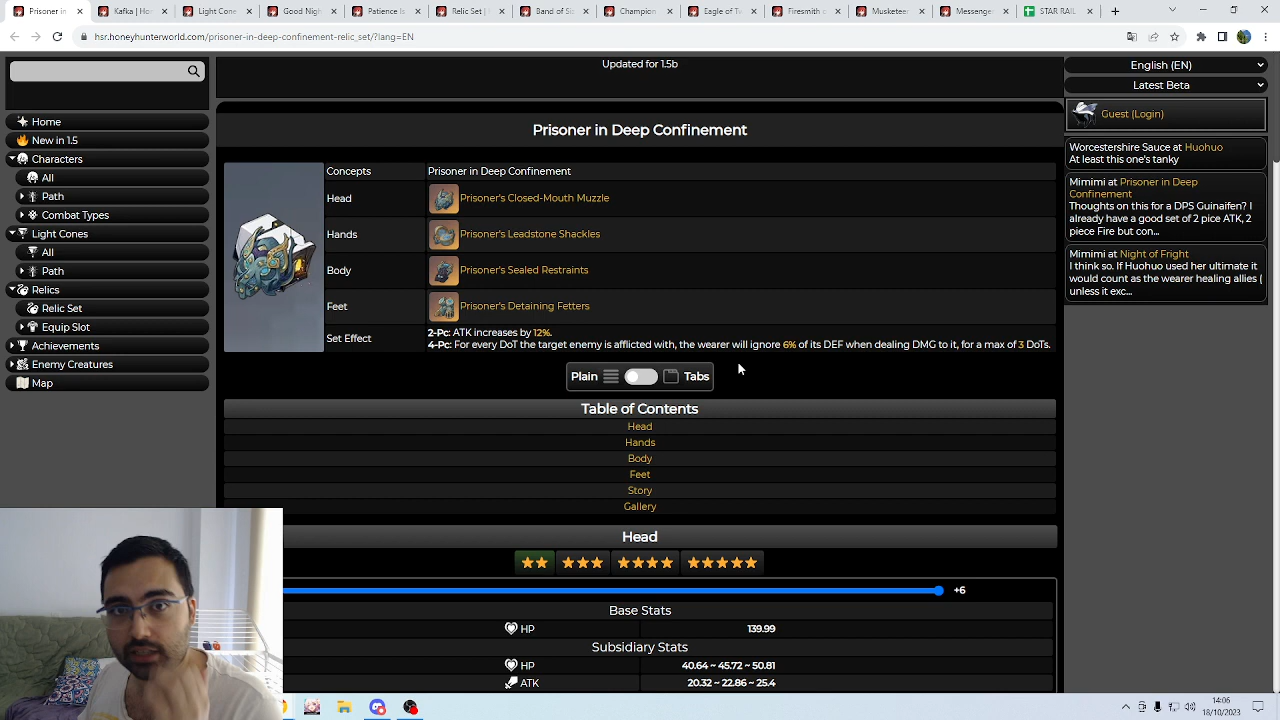 Prisoner in
Kafka | Ho
Light Cone
Good Nigh
Patience Is
Relic Set |
Band of Siz
Champion
Eagle of Tw
Firesmith o
Musketeer
Messenge
STAR RAIL
hsr.honeyhunterworld.com/prisoner-in-deep-confinement-relic_set/?lang=EN
Home
New in 1.5
Characters
All
Path
Combat Types
Light Cones
All
Path
Relics
Relic Set
Equip Slot
Achievements
Enemy Creatures
Map
Updated for 1.5b
Prisoner in Deep Confinement
Concepts Prisoner in Deep Confinement
Head Prisoner's Closed-Mouth Muzzle
Hands Prisoner's Leadstone Shackles
Body Prisoner's Sealed Restraints
Feet Prisoner's Detaining Fetters
Set Effect
2-Pc: ATK increases by 12%.
4-Pc: For every DoT the target enemy is afflicted with, the wearer will ignore 6% of its DEF when dealing DMG to it, for a max of 3 DoTs.
Plain Tabs
Table of Contents
Head
Hands
Body
Feet
Story
Gallery
Head
+6
Base Stats
HP 139.99
Subsidiary Stats
HP 40.64 ~ 45.72 ~ 50.81
ATK 20.32 ~ 22.86 ~ 25.4
English (EN)
Latest Beta
Guest (Login)
Worcestershire Sauce at Huohuo
At least this one's tanky
Mimimi at Prisoner in Deep
Confinement
Thoughts on this for a DPS Guinaifen? I
already have a good set of 2 pice ATK, 2
piece Fire but con...
Mimimi at Night of Fright
I think so. If Huohuo used her ultimate it
would count as the wearer healing allies (
unless it exc...
14:06
18/10/2023